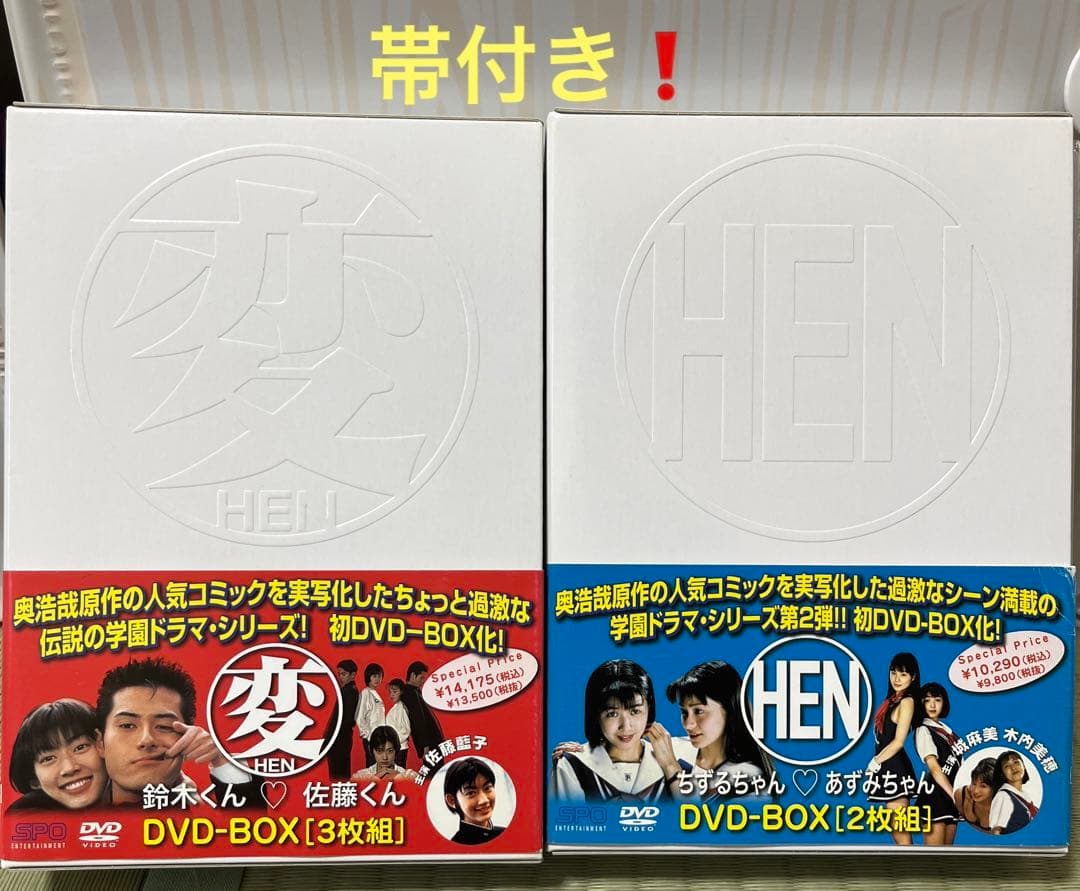 帯付き❗
変
HEN
奥浩哉原作の人気コミックを実写化したちょっと過激な
伝説の学園ドラマ・シリーズ! 初DVD-BOX化!
Special Price
¥14,175(税込)
¥13,500(税抜)
変
HEN
主演 佐藤藍子
鈴木くん♡佐藤くん
DVD-BOX[3枚組]
SPO
ENTERTAINMENT
DVD
VIDEO
HEN
奥浩哉原作の人気コミックを実写化した過激なシーン満載の
学園ドラマ・シリーズ第2弾!! 初DVD-BOX化!
Special Price
¥10,290(税込)
¥9,800(税抜)
HEN
主演 城麻美 木内美穂
ちずるちゃん♡あずみちゃん
DVD-BOX[2枚組]
SPO
ENTERTAINMENT
DVD
VIDEO